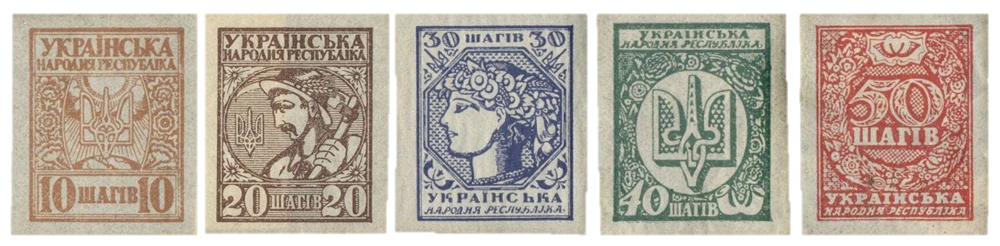 УКРАЇНСЬКА
НАРОДНЯ РЕСПУБЛІКА
10 ШАГІВ 10
УКРАЇНСЬКА
НАРОДНЯ РЕСПУБЛІКА
20 ШАГІВ 20
30 ШАГІВ 30
УКРАЇНСЬКА
НАРОДНЯ РЕСПУБЛІКА
УКРАЇНСЬКА
НАРОДНЯ РЕСПУБЛІКА
40 ШАГІВ
50
ШАГІВ
УКРАЇНСЬКА
НАРОДНЯ РЕСПУБЛІКА